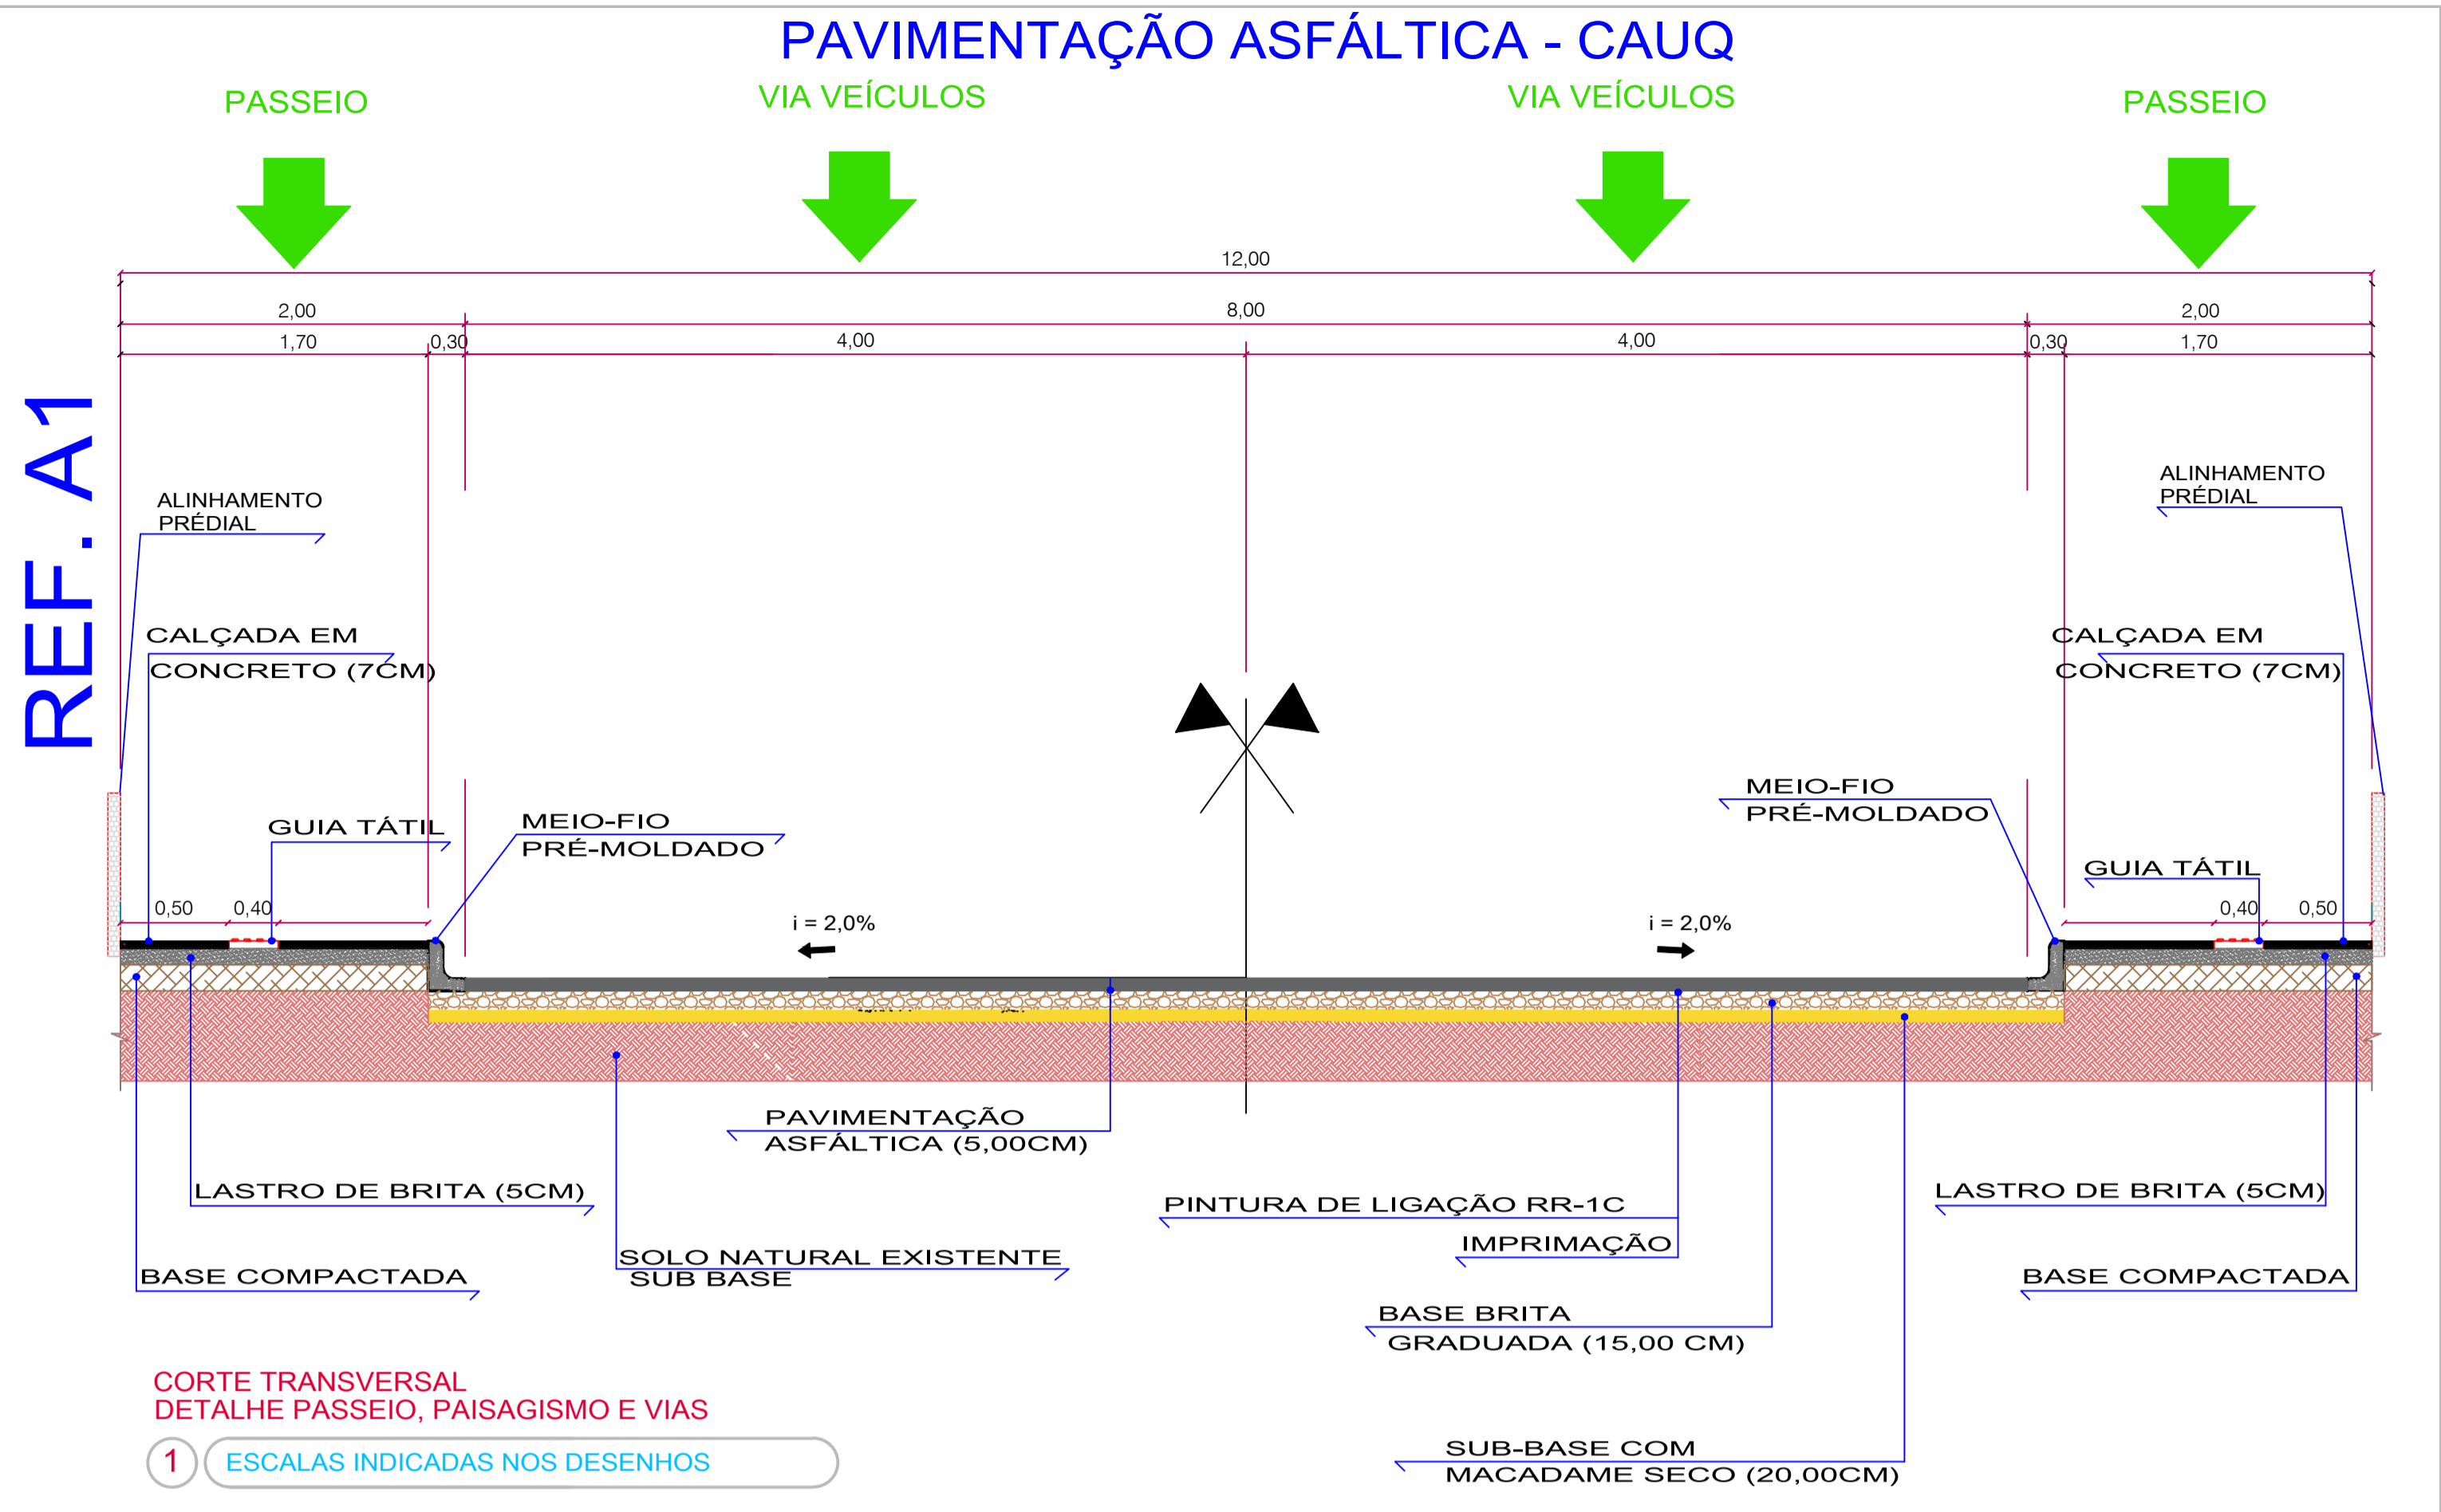 PAVIMENTAÇÃO ASFÁLTICA - CAUQ
PASSEIO
VIA VEÍCULOS
VIA VEÍCULOS
PASSEIO
12,00
2,00
8,00
2,00
1,70
0,30
4,00
4,00
0,30
1,70
REF. A1
ALINHAMENTO
PRÉDIAL
ALINHAMENTO
PRÉDIAL
CALÇADA EM
CONCRETO (7CM)
CALÇADA EM
CONCRETO (7CM)
GUIA TÁTIL
MEIO-FIO
PRÉ-MOLDADO
MEIO-FIO
PRÉ-MOLDADO
GUIA TÁTIL
0,50
0,40
i = 2,0%
i = 2,0%
0,40
0,50
PAVIMENTAÇÃO
ASFÁLTICA (5,00CM)
LASTRO DE BRITA (5CM)
PINTURA DE LIGAÇÃO RR-1C
LASTRO DE BRITA (5CM)
IMPRIMAÇÃO
SOLO NATURAL EXISTENTE
SUB BASE
BASE COMPACTADA
BASE COMPACTADA
BASE BRITA
GRADUADA (15,00 CM)
CORTE TRANSVERSAL
DETALHE PASSEIO, PAISAGISMO E VIAS
1
ESCALAS INDICADAS NOS DESENHOS
SUB-BASE COM
MACADAME SECO (20,00CM)